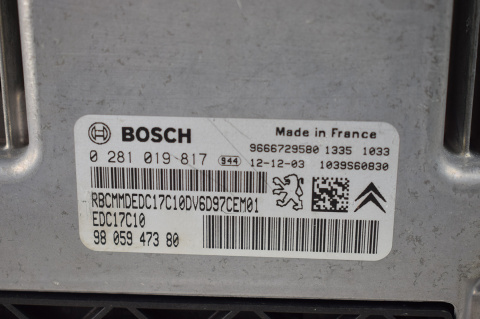 BOSCH Made in France
0 281 019 817 944 9666729580 1335 1033
12-12-03 1039S60830
RBCMMDEDC17C10DV6D97CEM01
EDC17C10
98 059 473 80